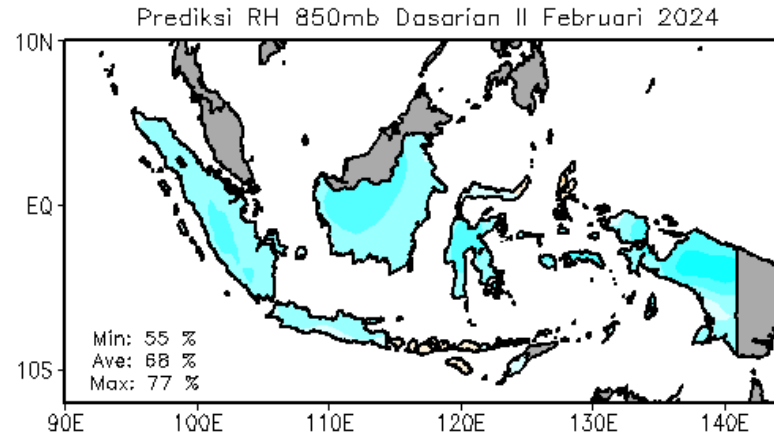 Prediksi RH 850mb Dasarian II Februari 2024
10N
EQ
10S
Min: 55 %
Ave: 68 %
Max: 77 %
90E 100E 110E 120E 130E 140E